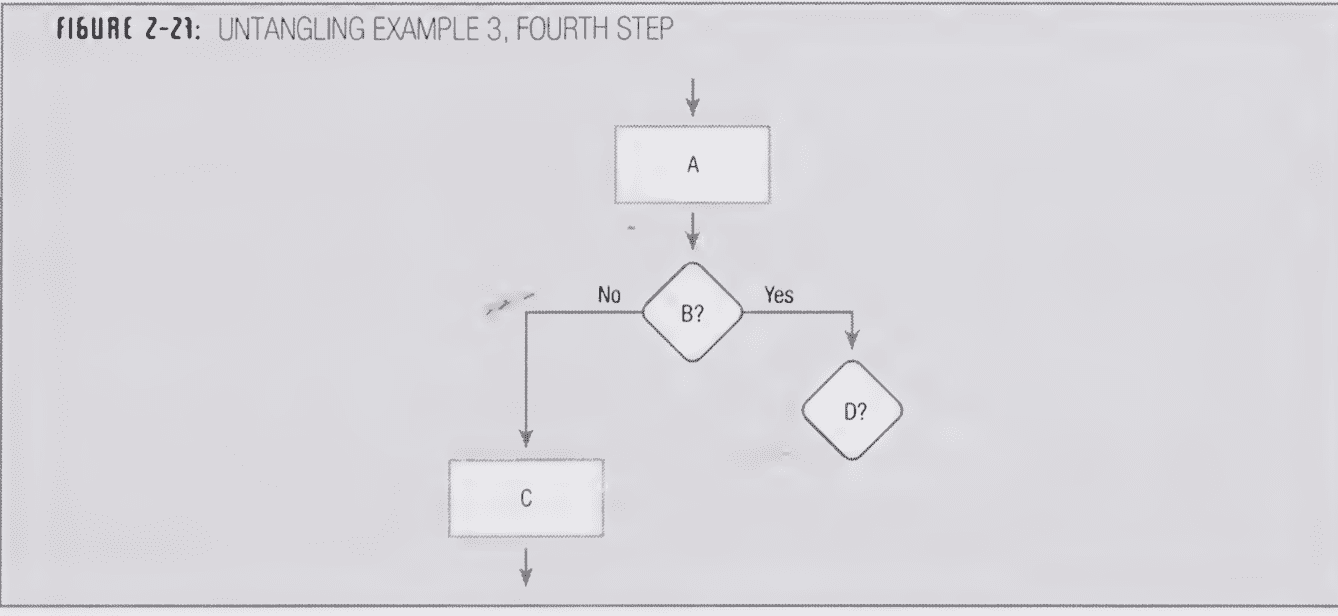 FIGURE 2-21: UNTANGLING EXAMPLE 3, FOURTH STEP
A
No
Yes
B?
D?
C